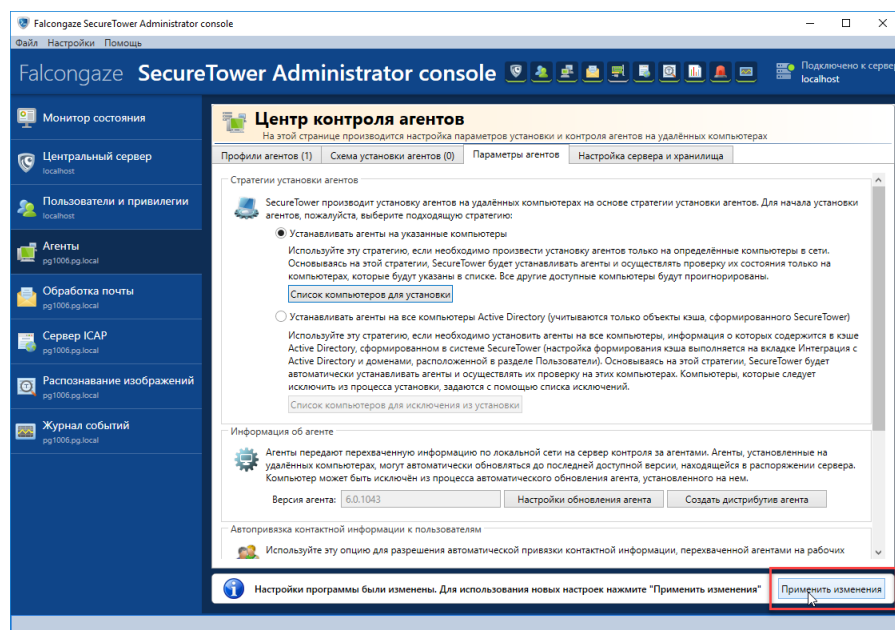 Falcongaze SecureTower Administrator console
Файл Настройки Помощь
Falcongaze SecureTower Administrator console
Подключено к сервер
localhost
Монитор состояния
Центральный сервер
localhost
Пользователи и привилегии
localhost
Агенты
pg1006.pg.local
Обработка почты
pg1006.pg.local
Сервер ICAP
pg1006.pg.local
Распознавание изображений
pg1006.pg.local
Журнал событий
pg1006.pg.local
Центр контроля агентов
На этой странице производится настройка параметров установки и контроля агентов на удалённых компьютерах
Профили агентов (1) Схема установки агентов (0) Параметры агентов Настройка сервера и хранилища
Стратегии установки агентов
SecureTower производит установку агентов на удалённых компьютерах на основе стратегии установки агентов. Для начала установки
агентов, пожалуйста, выберите подходящую стратегию:
Устанавливать агенты на указанные компьютеры
Используйте эту стратегию, если необходимо произвести установку агентов только на определённые компьютеры в сети.
Основываясь на этой стратегии, SecureTower будет устанавливать агенты и осуществлять проверку их состояния только на
компьютерах, которые будут указаны в списке. Все другие доступные компьютеры будут проигнорированы.
Список компьютеров для установки
Устанавливать агенты на все компьютеры Active Directory (учитываются только объекты кэша, сформированного SecureTower)
Используйте эту стратегию, если необходимо установить агенты на все компьютеры, информация о которых содержится в кэше
Active Directory, сформированном в системе SecureTower (настройка формирования кэша выполняется на вкладке Интеграция с
Active Directory и доменами, расположенной в разделе Пользователи). Основываясь на этой стратегии, SecureTower будет
автоматически устанавливать агенты и осуществлять их проверку на этих компьютерах. Компьютеры, которые следует
исключить из процесса установки, задаются с помощью списка исключений.
Список компьютеров для исключения из установки
Информация об агенте
Агенты передают перехваченную информацию по локальной сети на сервер контроля за агентами. Агенты, установленные на
удалённых компьютерах, могут автоматически обновляться до последней доступной версии, находящейся в распоряжении сервера.
Компьютер может быть исключён из процесса автоматического обновления агента, установленного на нем.
Версия агента: 6.0.1043 Настройки обновления агента Создать дистрибутив агента
Автопривязка контактной информации к пользователям
Используйте эту опцию для разрешения автоматической привязки контактной информации, перехваченной агентами на рабочих
Настройки программы были изменены. Для использования новых настроек нажмите "Применить изменения" Применить изменения